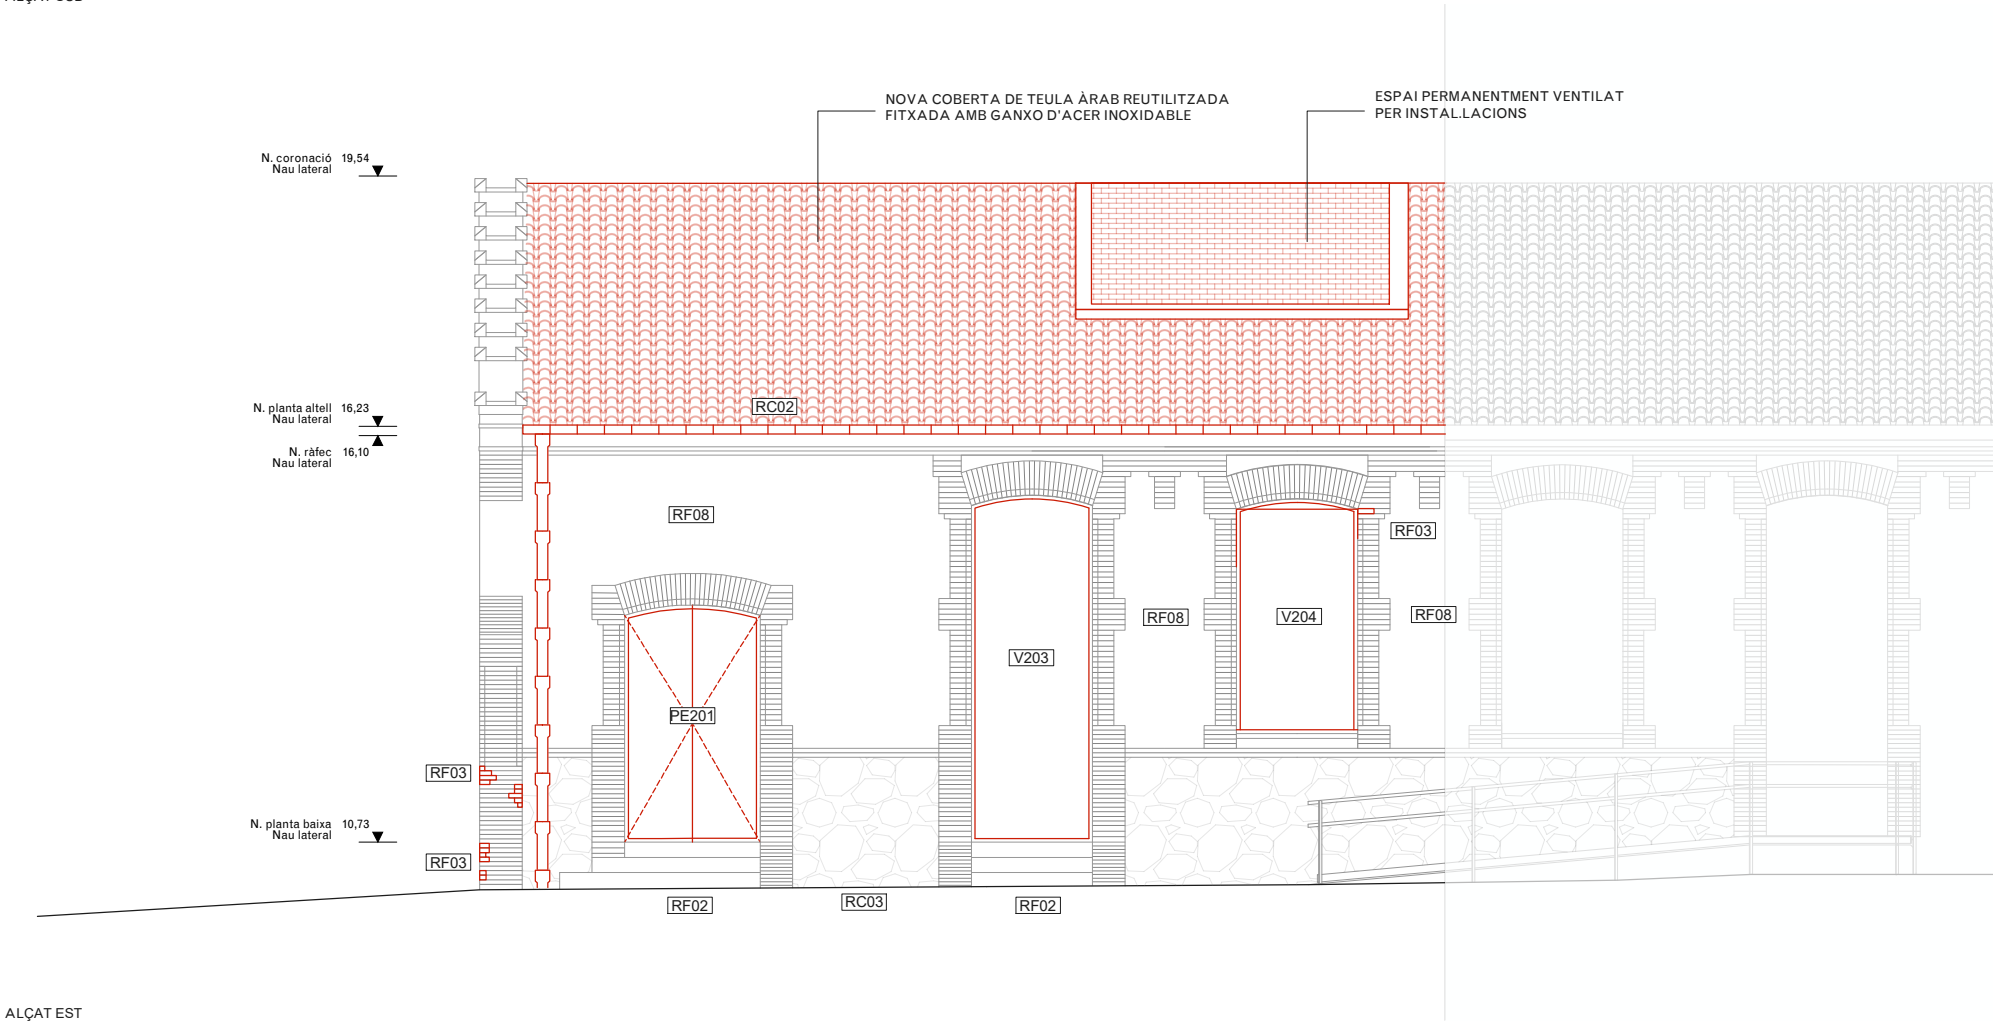 NOVA COBERTA DE TEULA ÀRAB REUTILITZADA
FITXADA AMB GANXO D'ACER INOXIDABLE
ESPAI PERMANENTMENT VENTILAT
PER INSTAL.LACIONS
N. coronació 19,54
Nau lateral
N. planta altell 16,23
Nau lateral
N. ràfec 16,10
Nau lateral
RC02
RF08
RF03
RF08
V204
RF08
V203
PE201
RF03
N. planta baixa 10,73
Nau lateral
RF03
RF02
RC03
RF02
ALÇAT EST